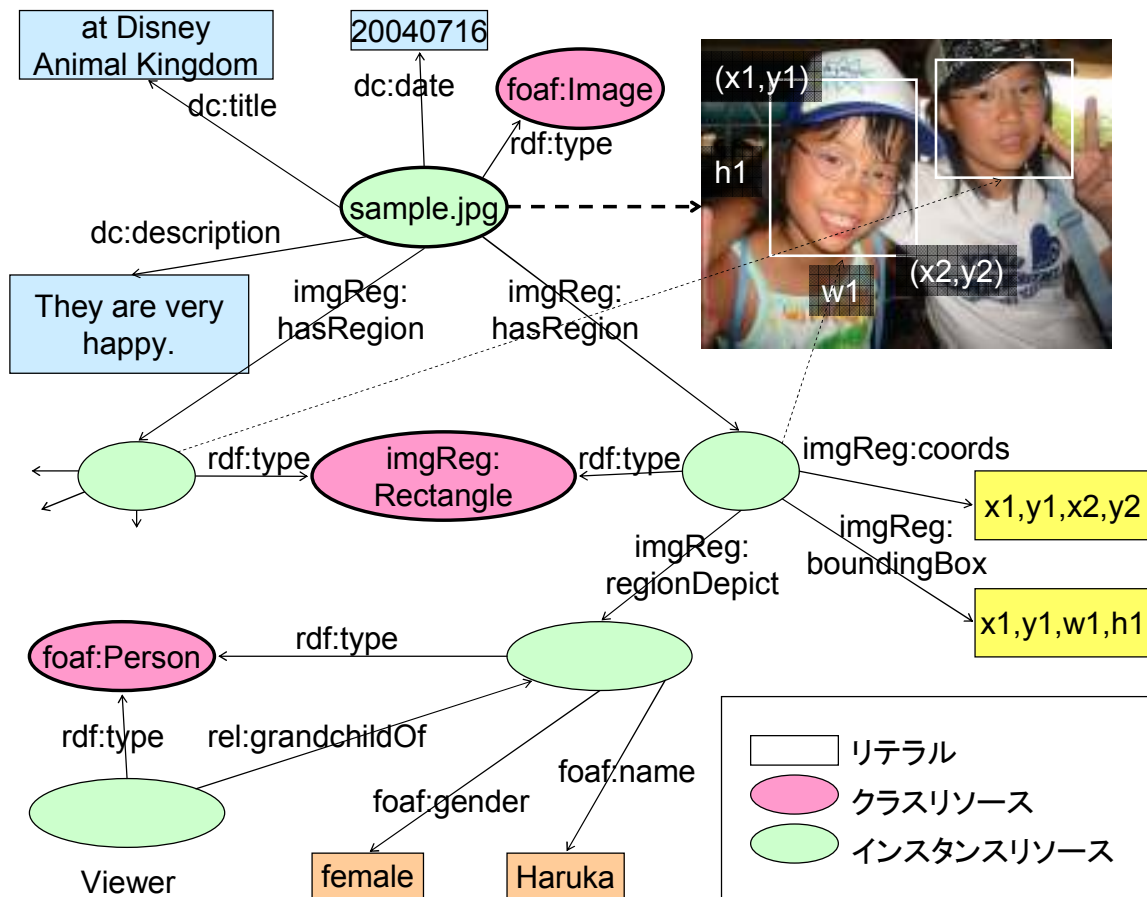 at Disney
Animal Kingdom
20040716
dc:title
dc:date
foaf:Image
rdf:type
sample.jpg
(x1,y1)
h1
w1
(x2,y2)
dc:description
They are very
happy.
imgReg:
hasRegion
imgReg:
hasRegion
rdf:type
imgReg:
Rectangle
rdf:type
imgReg:coords
x1,y1,x2,y2
imgReg:
boundingBox
x1,y1,w1,h1
imgReg:
regionDepict
rdf:type
foaf:Person
rdf:type
rel:grandchildOf
foaf:gender
foaf:name
Viewer
female
Haruka
リテラル
クラスリソース
インスタンスリソース